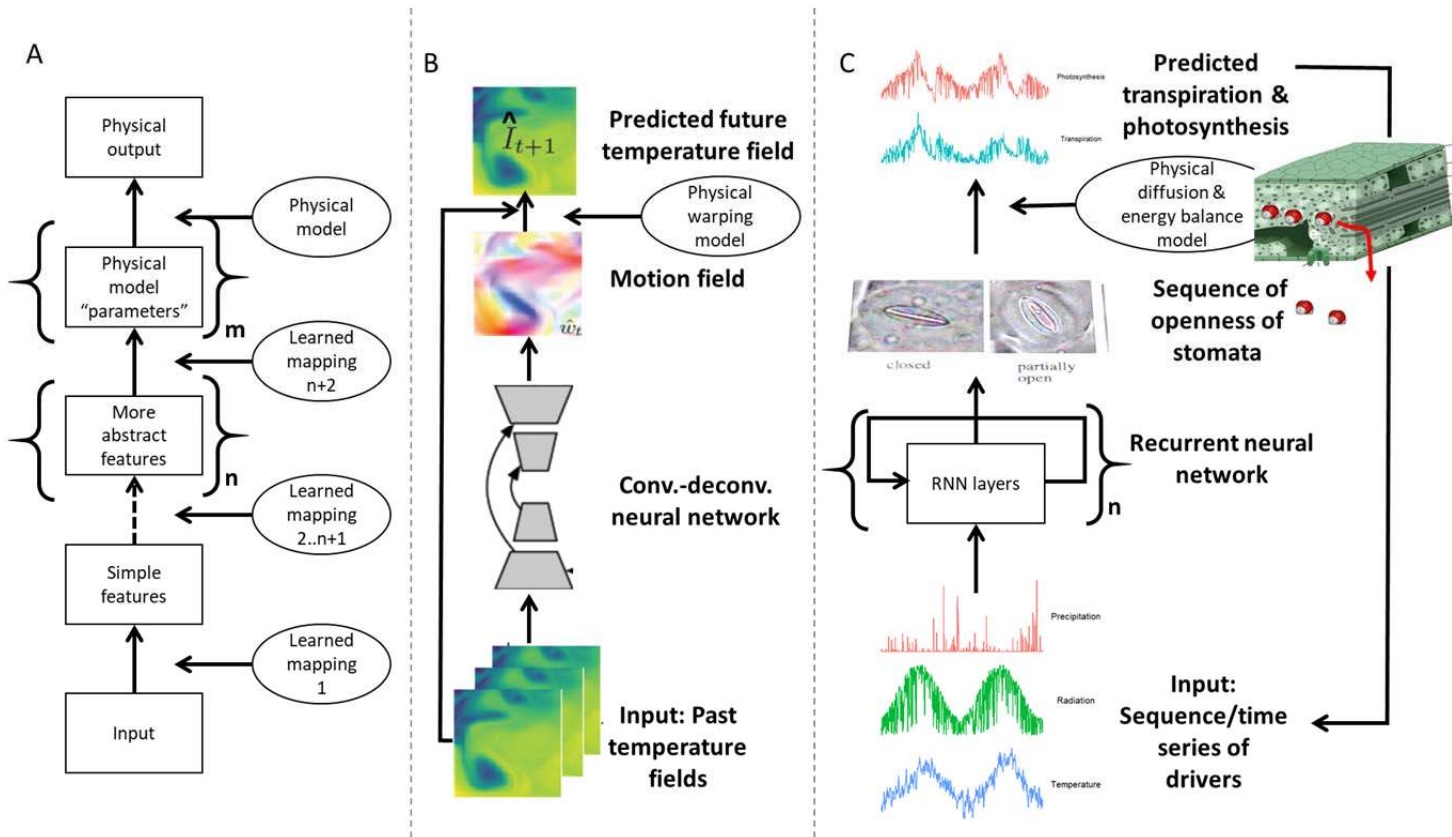 A
Physical
output
Physical
model
Physical
model
“parameters”
m
Learned
mapping
n+2
More
abstract
features
n
Learned
mapping
2..n+1
Simple
features
Learned
mapping
1
Input
B
Î
t+1
Predicted future
temperature field
Physical
warping
model
Motion field
ŵt
Conv.-deconv.
neural network
Input: Past
temperature
fields
C
Photosynthesis
Transpiration
Predicted
transpiration &
photosynthesis
Physical
diffusion &
energy balance
model
closed
partially
open
Sequence of
openness of
stomata
RNN layers
n
Recurrent neural
network
Precipitation
Radiation
Temperature
Input:
Sequence/time
series of
drivers